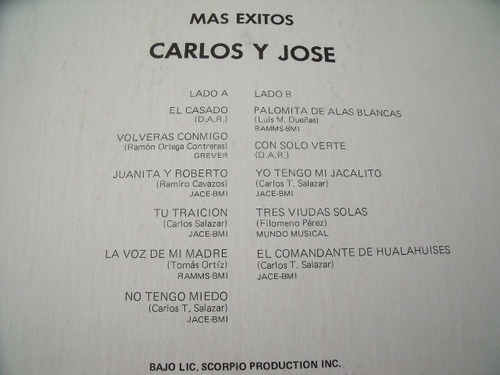 MAS EXITOS
CARLOS Y JOSE
LADO A
EL CASADO
(D.A.R.)
VOLVERAS CONMIGO
(Ramón Ortega Contreras)
GREVER
JUANITA Y ROBERTO
(Ramiro Cavazos)
JACE-BMI
TU TRAICION
(Carlos Salazar)
JACE-BMI
LA VOZ DE MI MADRE
(Tomás Ortíz)
RAMMS-BMI
NO TENGO MIEDO
(Carlos T. Salazar)
JACE-BMI
LADO B
PALOMITA DE ALAS BLANCAS
(Luis M. Dueñas)
RAMMS-BMI
CON SOLO VERTE
(D.A.R.)
YO TENGO MI JACALITO
(Carlos T. Salazar)
JACE-BMI
TRES VIUDAS SOLAS
(Filomeno Pérez)
MUNDO MUSICAL
EL COMANDANTE DE HUALAHUISES
(Carlos T. Salazar)
JACE-BMI
BAJO LIC. SCORPIO PRODUCTION INC.